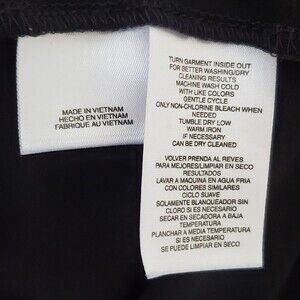 MADE IN VIETNAM
HECHO EN VIETNAM
FABRIQUE AU VIETNAM
TURN GARMENT INSIDE OUT
FOR BETTER WASHING/DRY
CLEANING RESULTS
MACHINE WASH COLD
WITH LIKE COLORS
GENTLE CYCLE
ONLY NON-CHLORINE BLEACH WHEN
NEEDED
TUMBLE DRY LOW
WARM IRON
IF NECESSARY
CAN BE DRY CLEANED
VOLVER PRENDA AL REVES
PARA MEJORES/LIMPIEZO EN SECO
RESULTADOS
LAVAR A MAQUINA EN AGUA FRIA
CON COLORES SIMILARES
CICLO SUAVE
SOLAMENTE BLANQUEADOR SIN
CLORO SI ES NECESARIO
SECAR EN SECADORA A BAJA
TEMPERATURA
PLANCHAR A MEDIA TEMPERATURA
SI ES NECESARIO
SE PUEDE LIMPIAR EN SECO